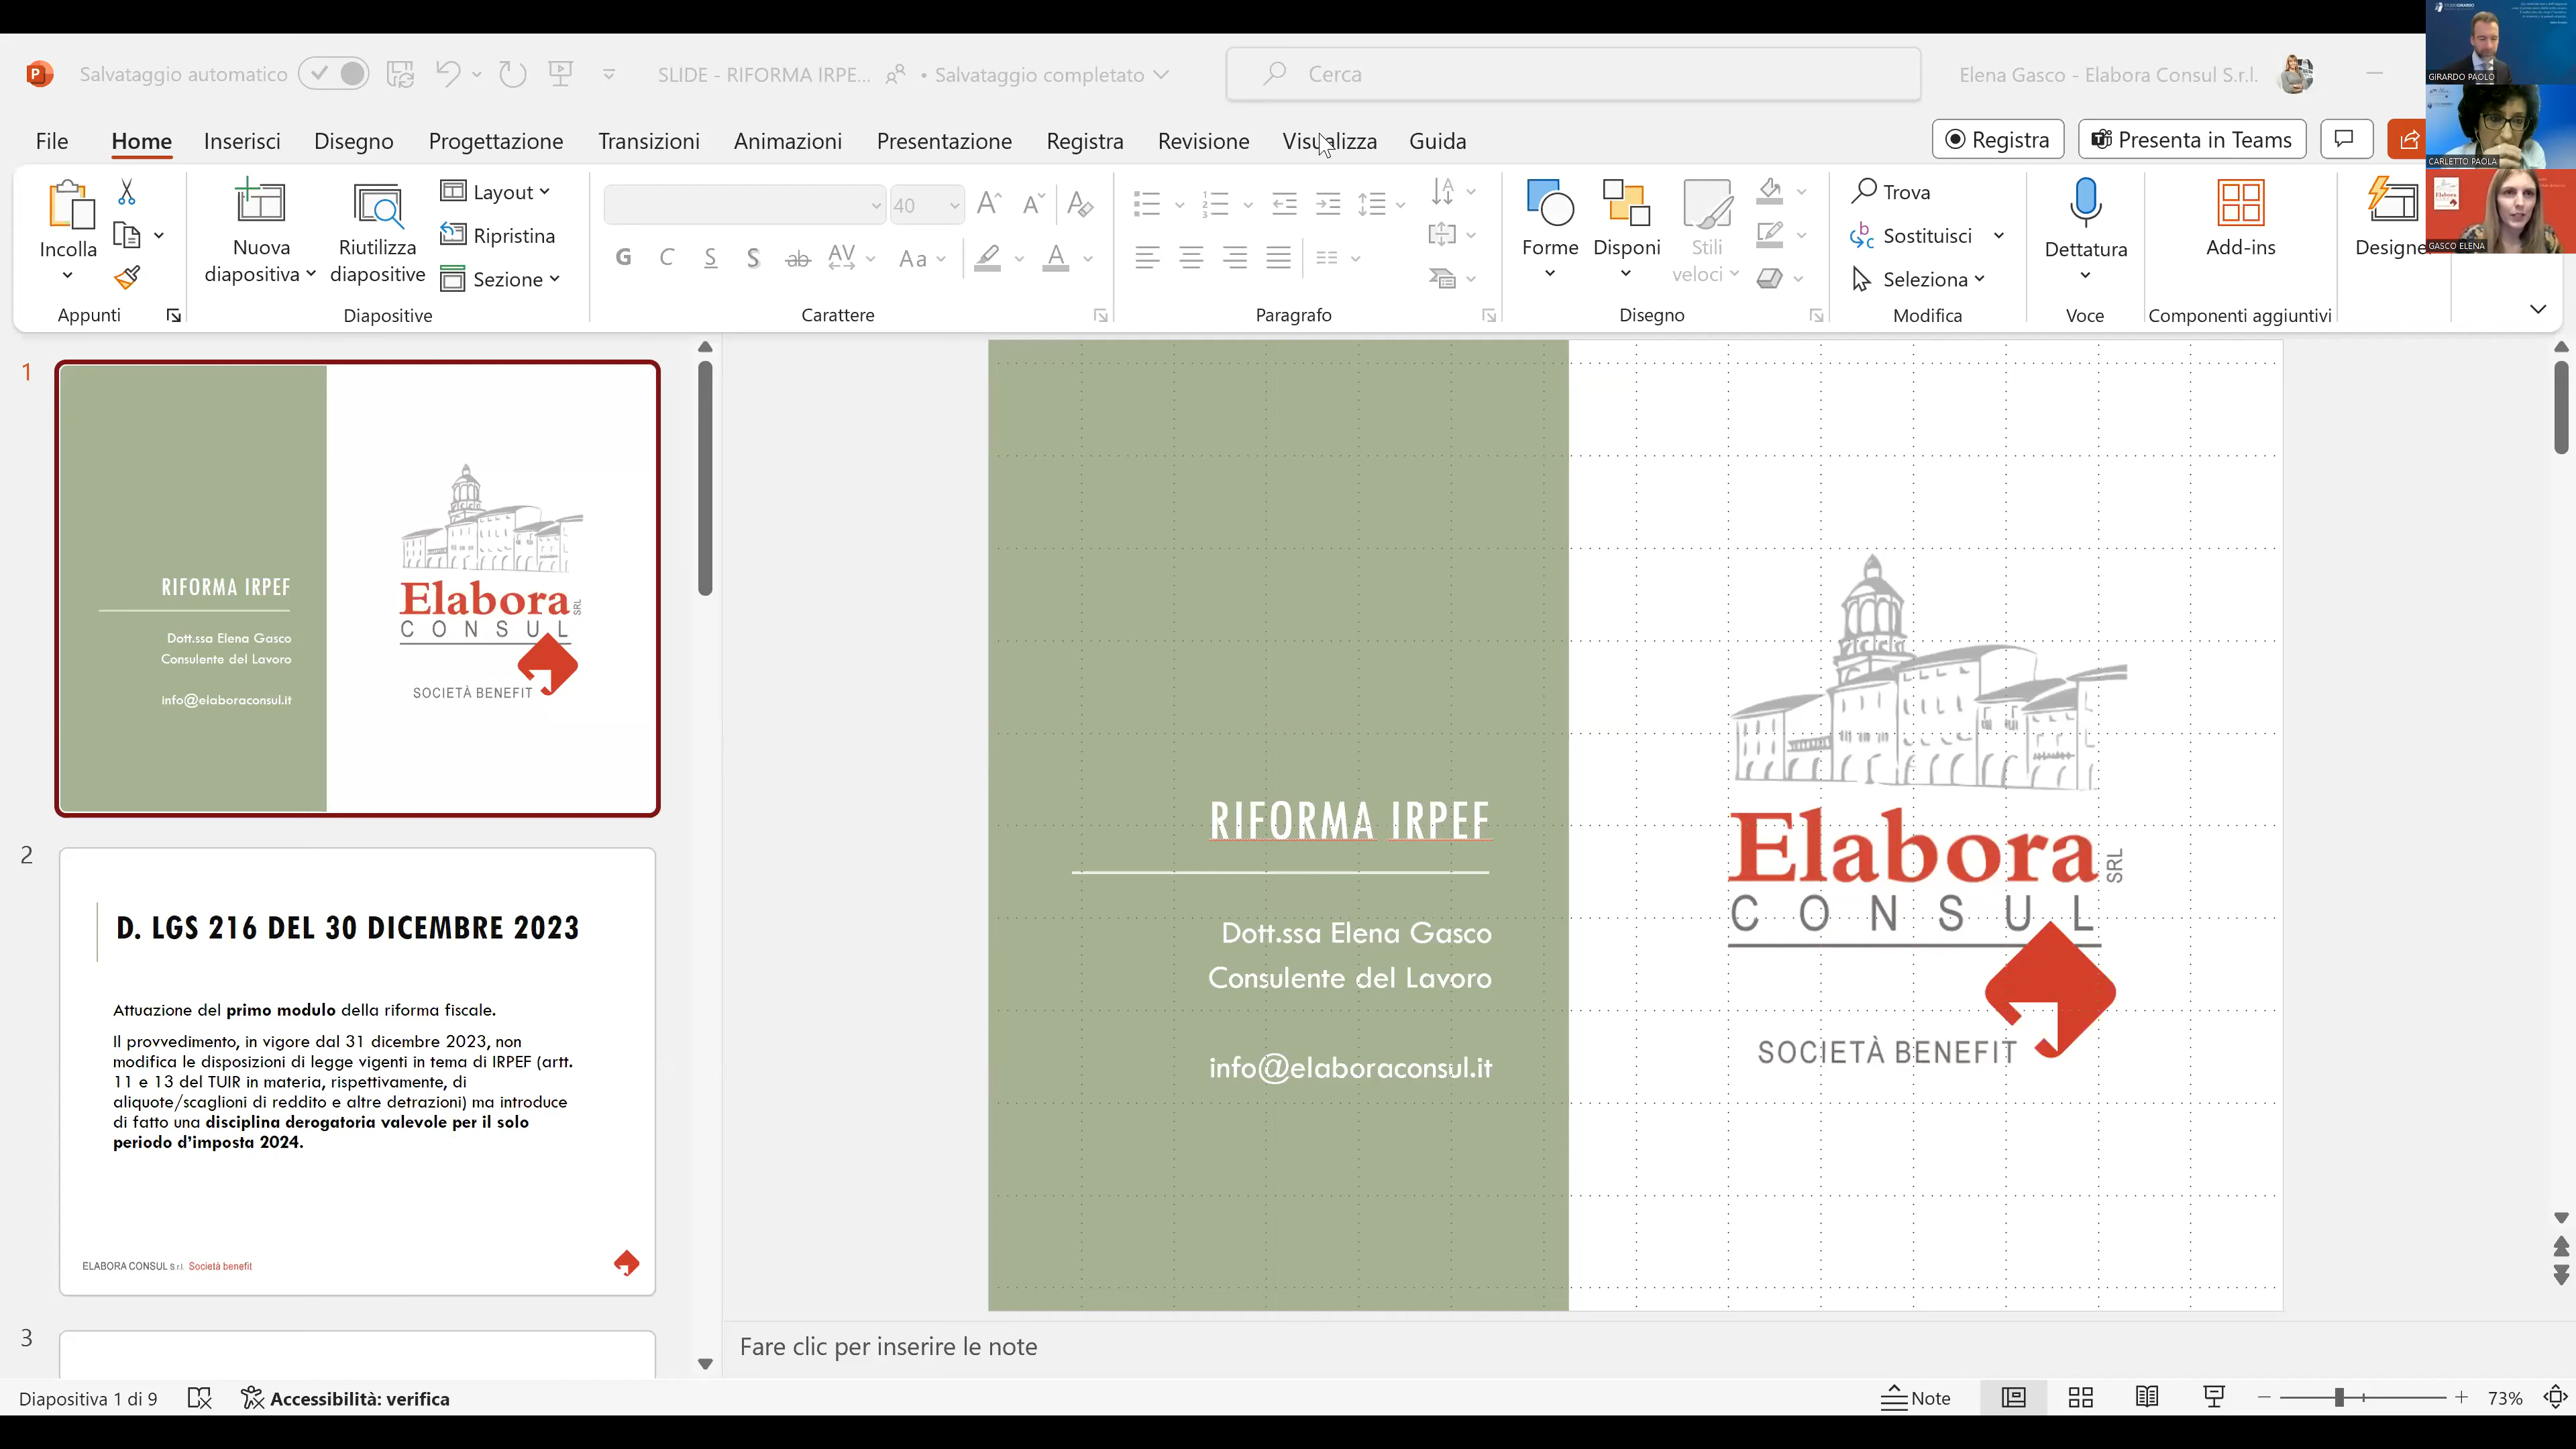 Salvataggio automatico
SLIDE - RIFORMA IRPE... • Salvataggio completato
Cerca
Elena Gasco - Elabora Consul S.r.l.
File Home Inserisci Disegno Progettazione Transizioni Animazioni Presentazione Registra Revisione Visualizza Guida
Registra
Presenta in Teams
Incolla
Appunti
Nuova diapositiva
Riutilizza diapositive
Layout
Ripristina
Sezione
Diapositive
40
G C S S ab AV Aa A
Carattere
Paragrafo
Forme
Disponi
Stili veloci
Disegno
Trova
Sostituisci
Seleziona
Modifica
Dettatura
Voce
Add-ins
Componenti aggiuntivi
Designe
GIRARDO PAOLO
CARLETTO PAOLA
GASCO ELENA
1
RIFORMA IRPEF
Dott.ssa Elena Gasco
Consulente del Lavoro
info@elaboraconsul.it
Elabora SRL
CONSUL
SOCIETÀ BENEFIT
2
D. LGS 216 DEL 30 DICEMBRE 2023
Attuazione del primo modulo della riforma fiscale.
Il provvedimento, in vigore dal 31 dicembre 2023, non
modifica le disposizioni di legge vigenti in tema di IRPEF (artt.
11 e 13 del TUIR in materia, rispettivamente, di
aliquote/scaglioni di reddito e altre detrazioni) ma introduce
di fatto una disciplina derogatoria valevole per il solo
periodo d'imposta 2024.
ELABORA CONSUL S.r.l. Società benefit
3
RIFORMA IRPEF
Dott.ssa Elena Gasco
Consulente del Lavoro
info@elaboraconsul.it
Elabora SRL
CONSUL
SOCIETÀ BENEFIT
Fare clic per inserire le note
Diapositiva 1 di 9
Accessibilità: verifica
Note
73%